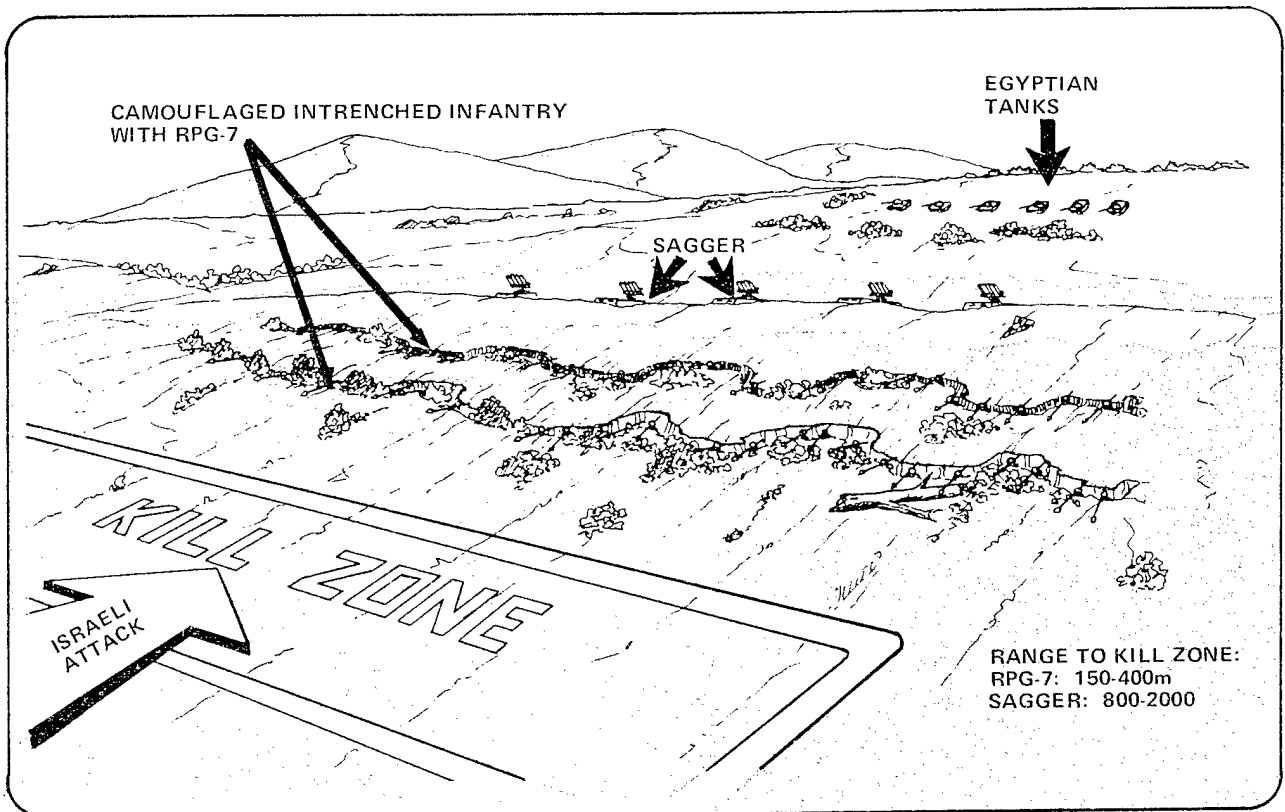 CAMOUFLAGED INTRENCHED INFANTRY
WITH RPG-7
EGYPTIAN
TANKS
SAGGER
KILL ZONE
ISRAELI
ATTACK
RANGE TO KILL ZONE:
RPG-7: 150-400m
SAGGER: 800-2000